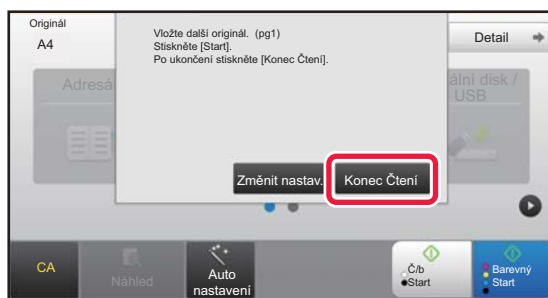 Originál
A4
Vložte další originál. (pg1)
Stiskněte [Start].
Po ukončení stiskněte [Konec Čtení].
Detail
Adresá
ální disk /
USB
Změnit nastav.
Konec Čtení
CA
Náhled
Auto
nastavení
Č/b
Start
Barevný
Start